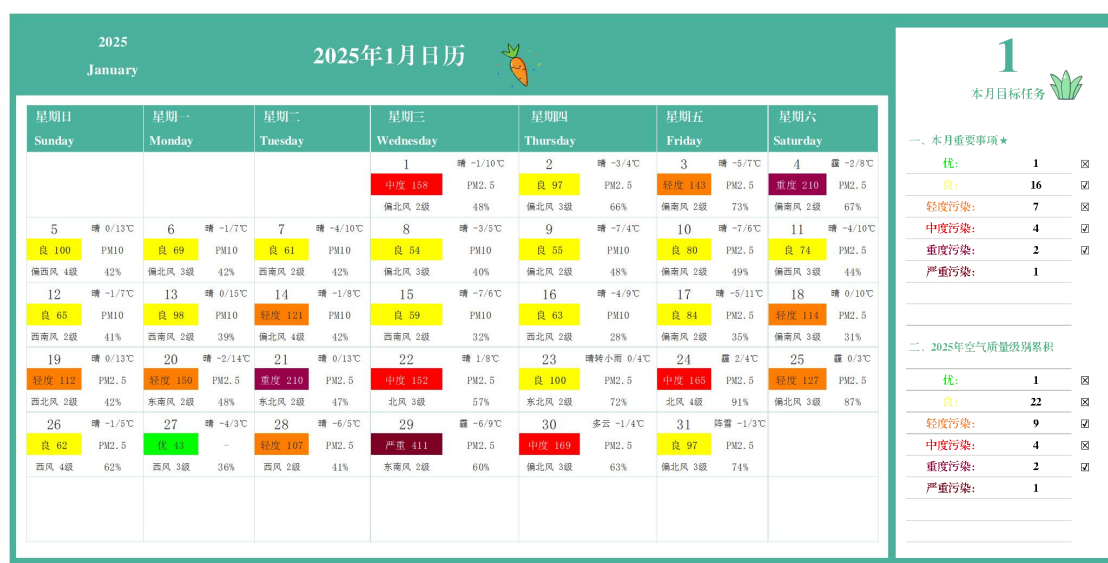 2025
January
2025年1月日历
星期日 星期一 星期二 星期三 星期四 星期五 星期六
Sunday Monday Tuesday Wednesday Thursday Friday Saturday
1 晴 -1/10℃ 2 晴 -3/4℃ 3 晴 -5/7℃ 4 霾 -2/8℃
中度 158 PM2.5 良 97 PM2.5 轻度 143 PM2.5 重度 210 PM2.5
偏北风 2级 48% 偏北风 3级 66% 偏南风 2级 73% 偏南风 2级 67%
5 晴 0/13℃ 6 晴 -1/7℃ 7 晴 -4/10℃ 8 晴 -3/5℃ 9 晴 -7/4℃ 10 晴 -7/6℃ 11 晴 -4/10℃
良 100 PM10 良 69 PM10 良 61 PM10 良 54 PM10 良 55 PM10 良 80 PM2.5 良 74 PM2.5
偏西风 4级 42% 偏北风 3级 42% 西南风 2级 42% 偏北风 3级 40% 偏北风 2级 48% 偏南风 2级 49% 偏西风 3级 44%
12 晴 -1/7℃ 13 晴 0/15℃ 14 晴 -1/8℃ 15 晴 -7/6℃ 16 晴 -4/9℃ 17 晴 -5/11℃ 18 晴 0/10℃
良 65 PM10 良 98 PM10 轻度 121 PM10 良 59 PM10 良 63 PM10 良 84 PM2.5 轻度 114 PM2.5
西南风 2级 41% 西南风 2级 39% 偏北风 4级 42% 西南风 2级 32% 西南风 2级 28% 偏北风 2级 35% 偏南风 3级 31%
19 晴 0/13℃ 20 晴 -2/14℃ 21 晴 0/13℃ 22 晴 1/8℃ 23 晴转小雨 0/4℃ 24 霾 2/4℃ 25 霾 0/3℃
轻度 112 PM2.5 轻度 150 PM2.5 重度 210 PM2.5 中度 152 PM2.5 良 100 PM2.5 中度 165 PM2.5 轻度 127 PM2.5
西北风 2级 42% 东南风 2级 48% 东北风 2级 47% 北风 3级 57% 东北风 2级 72% 北风 4级 91% 偏北风 3级 87%
26 晴 -1/5℃ 27 晴 -4/3℃ 28 晴 -6/5℃ 29 霾 -6/9℃ 30 多云 -1/4℃ 31 阵雪 -1/3℃
良 62 PM2.5 优 43 - 轻度 107 PM2.5 严重 411 PM2.5 中度 169 PM2.5 良 97 PM2.5
西风 4级 62% 西风 3级 36% 西风 2级 41% 东南风 2级 60% 偏北风 3级 63% 偏北风 3级 74%
1
本月目标任务
一、本月重要事项★
优: 1 ☒
良: 16 ☑
轻度污染: 7 ☒
中度污染: 4 ☑
重度污染: 2 ☑
严重污染: 1
二、2025年空气质量级别累积
优: 1 ☒
良: 22 ☒
轻度污染: 9 ☑
中度污染: 4 ☒
重度污染: 2 ☑
严重污染: 1